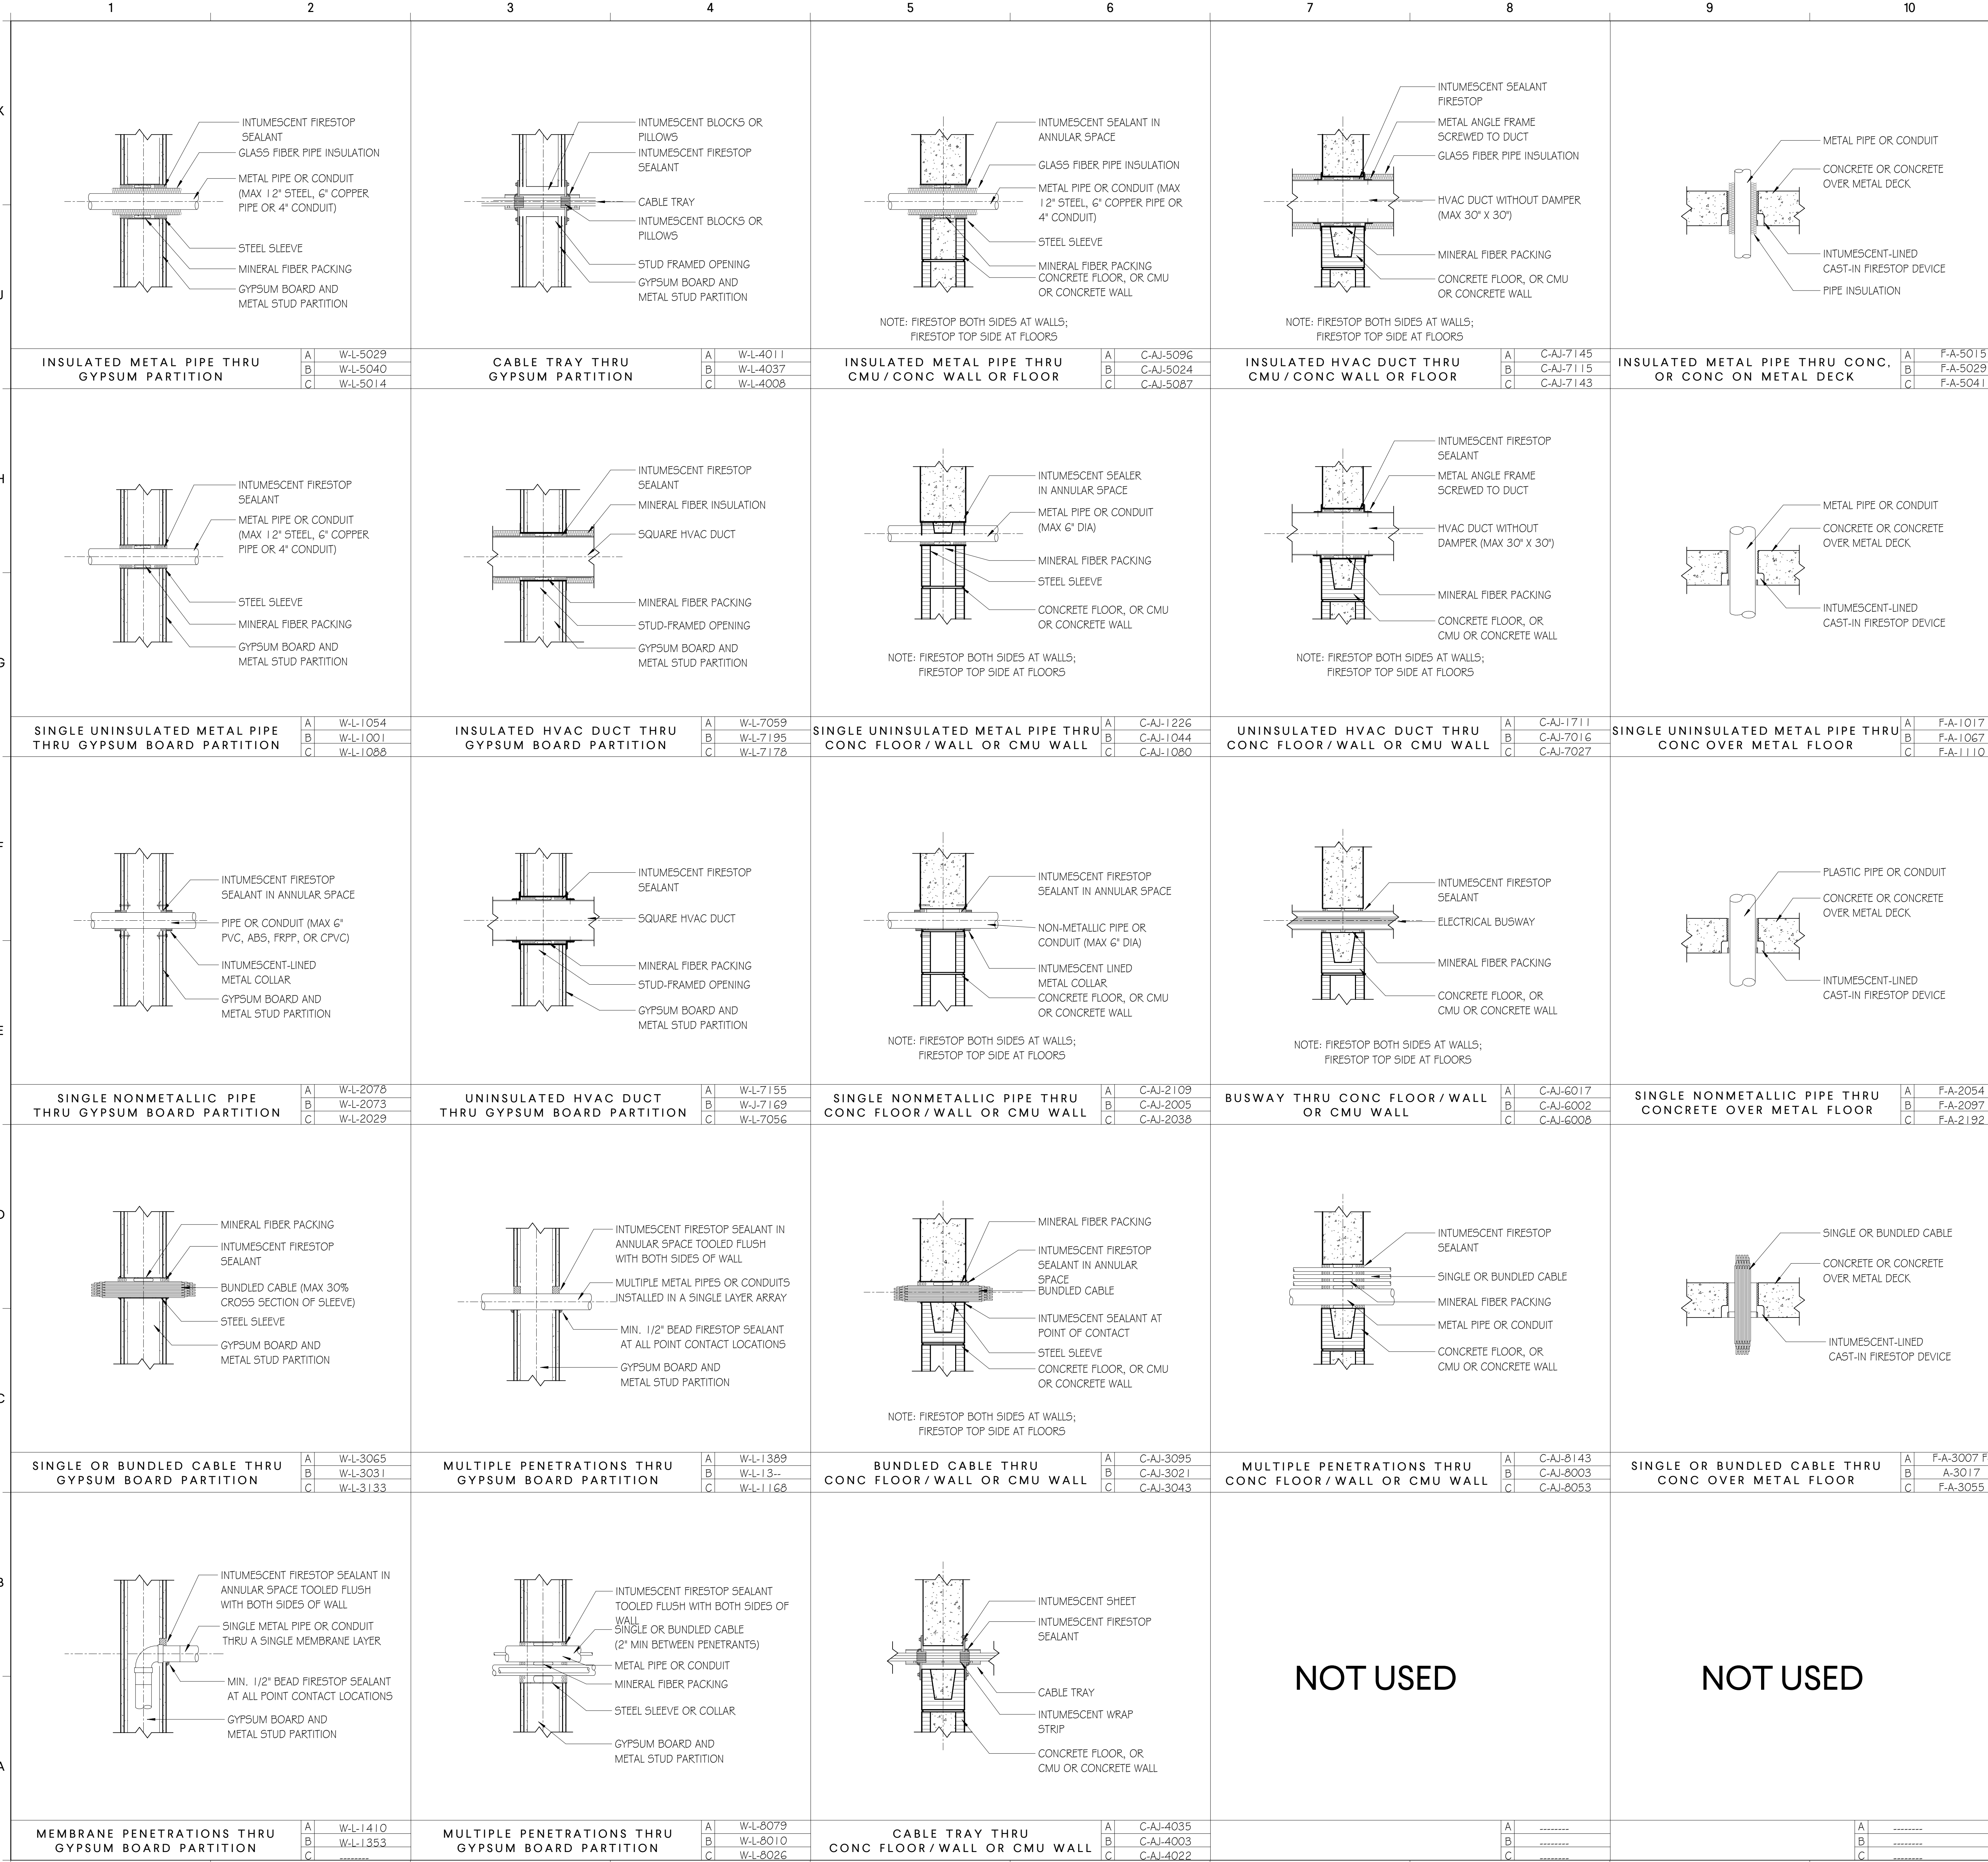 1 2 3 4 5 6 7 8 9 10
K
J
H
G
F
E
D
C
B
A
INTUMESCENT FIRESTOP
SEALANT
GLASS FIBER PIPE INSULATION
METAL PIPE OR CONDUIT
(MAX 12" STEEL, 6" COPPER
PIPE OR 4" CONDUIT)
STEEL SLEEVE
MINERAL FIBER PACKING
GYPSUM BOARD AND
METAL STUD PARTITION
INSULATED METAL PIPE THRU
GYPSUM PARTITION
A W-L-5029
B W-L-5040
C W-L-5014
INTUMESCENT BLOCKS OR
PILLOWS
INTUMESCENT FIRESTOP
SEALANT
CABLE TRAY
INTUMESCENT BLOCKS OR
PILLOWS
STUD FRAMED OPENING
GYPSUM BOARD AND
METAL STUD PARTITION
CABLE TRAY THRU
GYPSUM PARTITION
A W-L-4011
B W-L-4037
C W-L-4008
INTUMESCENT SEALANT IN
ANNULAR SPACE
GLASS FIBER PIPE INSULATION
METAL PIPE OR CONDUIT (MAX
12" STEEL, 6" COPPER PIPE OR
4" CONDUIT)
STEEL SLEEVE
MINERAL FIBER PACKING
CONCRETE FLOOR, OR CMU
OR CONCRETE WALL
NOTE: FIRESTOP BOTH SIDES AT WALLS;
FIRESTOP TOP SIDE AT FLOORS
INSULATED METAL PIPE THRU
CMU/CONC WALL OR FLOOR
A C-AJ-5096
B C-AJ-5024
C C-AJ-5087
INTUMESCENT SEALANT
FIRESTOP
METAL ANGLE FRAME
SCREWED TO DUCT
GLASS FIBER PIPE INSULATION
HVAC DUCT WITHOUT DAMPER
(MAX 30" X 30")
MINERAL FIBER PACKING
CONCRETE FLOOR, OR CMU
OR CONCRETE WALL
NOTE: FIRESTOP BOTH SIDES AT WALLS;
FIRESTOP TOP SIDE AT FLOORS
INSULATED HVAC DUCT THRU
CMU/CONC WALL OR FLOOR
A C-AJ-7145
B C-AJ-7115
C C-AJ-7143
METAL PIPE OR CONDUIT
CONCRETE OR CONCRETE
OVER METAL DECK
INTUMESCENT-LINED
CAST-IN FIRESTOP DEVICE
PIPE INSULATION
INSULATED METAL PIPE THRU CONC,
OR CONC ON METAL DECK
A F-A-5015
B F-A-5029
C F-A-5041
INTUMESCENT FIRESTOP
SEALANT
METAL PIPE OR CONDUIT
(MAX 12" STEEL, 6" COPPER
PIPE OR 4" CONDUIT)
STEEL SLEEVE
MINERAL FIBER PACKING
GYPSUM BOARD AND
METAL STUD PARTITION
SINGLE UNINSULATED METAL PIPE
THRU GYPSUM BOARD PARTITION
A W-L-1054
B W-L-1001
C W-L-1088
INTUMESCENT FIRESTOP
SEALANT
MINERAL FIBER INSULATION
SQUARE HVAC DUCT
MINERAL FIBER PACKING
STUD-FRAMED OPENING
GYPSUM BOARD AND
METAL STUD PARTITION
INSULATED HVAC DUCT THRU
GYPSUM BOARD PARTITION
A W-L-7059
B W-L-7195
C W-L-7178
INTUMESCENT SEALER
IN ANNULAR SPACE
METAL PIPE OR CONDUIT
(MAX 6" DIA)
MINERAL FIBER PACKING
STEEL SLEEVE
CONCRETE FLOOR, OR CMU
OR CONCRETE WALL
NOTE: FIRESTOP BOTH SIDES AT WALLS;
FIRESTOP TOP SIDE AT FLOORS
SINGLE UNINSULATED METAL PIPE THRU
CONC FLOOR/WALL OR CMU WALL
A C-AJ-1226
B C-AJ-1044
C C-AJ-1080
INTUMESCENT FIRESTOP
SEALANT
METAL ANGLE FRAME
SCREWED TO DUCT
HVAC DUCT WITHOUT
DAMPER (MAX 30" X 30")
MINERAL FIBER PACKING
CONCRETE FLOOR, OR
CMU OR CONCRETE WALL
NOTE: FIRESTOP BOTH SIDES AT WALLS;
FIRESTOP TOP SIDE AT FLOORS
UNINSULATED HVAC DUCT THRU
CONC FLOOR/WALL OR CMU WALL
A C-AJ-1711
B C-AJ-7016
C C-AJ-7027
METAL PIPE OR CONDUIT
CONCRETE OR CONCRETE
OVER METAL DECK
INTUMESCENT-LINED
CAST-IN FIRESTOP DEVICE
SINGLE UNINSULATED METAL PIPE THRU
CONC OVER METAL FLOOR
A F-A-1017
B F-A-1067
C F-A-1110
INTUMESCENT FIRESTOP
SEALANT IN ANNULAR SPACE
PIPE OR CONDUIT (MAX 6"
PVC, ABS, FRPP, OR CPVC)
INTUMESCENT-LINED
METAL COLLAR
GYPSUM BOARD AND
METAL STUD PARTITION
SINGLE NONMETALLIC PIPE
THRU GYPSUM BOARD PARTITION
A W-L-2078
B W-L-2073
C W-L-2029
INTUMESCENT FIRESTOP
SEALANT
SQUARE HVAC DUCT
MINERAL FIBER PACKING
STUD-FRAMED OPENING
GYPSUM BOARD AND
METAL STUD PARTITION
UNINSULATED HVAC DUCT
THRU GYPSUM BOARD PARTITION
A W-L-7155
B W-J-7169
C W-L-7056
INTUMESCENT FIRESTOP
SEALANT IN ANNULAR SPACE
NON-METALLIC PIPE OR
CONDUIT (MAX 6" DIA)
INTUMESCENT LINED
METAL COLLAR
CONCRETE FLOOR, OR CMU
OR CONCRETE WALL
NOTE: FIRESTOP BOTH SIDES AT WALLS;
FIRESTOP TOP SIDE AT FLOORS
SINGLE NONMETALLIC PIPE THRU
CONC FLOOR/WALL OR CMU WALL
A C-AJ-2109
B C-AJ-2005
C C-AJ-2038
INTUMESCENT FIRESTOP
SEALANT
ELECTRICAL BUSWAY
MINERAL FIBER PACKING
CONCRETE FLOOR, OR
CMU OR CONCRETE WALL
NOTE: FIRESTOP BOTH SIDES AT WALLS;
FIRESTOP TOP SIDE AT FLOORS
BUSWAY THRU CONC FLOOR/WALL
OR CMU WALL
A C-AJ-6017
B C-AJ-6002
C C-AJ-6008
PLASTIC PIPE OR CONDUIT
CONCRETE OR CONCRETE
OVER METAL DECK
INTUMESCENT-LINED
CAST-IN FIRESTOP DEVICE
SINGLE NONMETALLIC PIPE THRU
CONCRETE OVER METAL FLOOR
A F-A-2054
B F-A-2097
C F-A-2192
MINERAL FIBER PACKING
INTUMESCENT FIRESTOP
SEALANT
BUNDLED CABLE (MAX 30%
CROSS SECTION OF SLEEVE)
STEEL SLEEVE
GYPSUM BOARD AND
METAL STUD PARTITION
SINGLE OR BUNDLED CABLE THRU
GYPSUM BOARD PARTITION
A W-L-3065
B W-L-3031
C W-L-3133
INTUMESCENT FIRESTOP SEALANT IN
ANNULAR SPACE TOOLED FLUSH
WITH BOTH SIDES OF WALL
MULTIPLE METAL PIPES OR CONDUITS
INSTALLED IN A SINGLE LAYER ARRAY
MIN. 1/2" BEAD FIRESTOP SEALANT
AT ALL POINT CONTACT LOCATIONS
GYPSUM BOARD AND
METAL STUD PARTITION
MULTIPLE PENETRATIONS THRU
GYPSUM BOARD PARTITION
A W-L-1389
B W-L-13--
C W-L-1168
MINERAL FIBER PACKING
INTUMESCENT FIRESTOP
SEALANT IN ANNULAR
SPACE
BUNDLED CABLE
INTUMESCENT SEALANT AT
POINT OF CONTACT
STEEL SLEEVE
CONCRETE FLOOR, OR CMU
OR CONCRETE WALL
NOTE: FIRESTOP BOTH SIDES AT WALLS;
FIRESTOP TOP SIDE AT FLOORS
BUNDLED CABLE THRU
CONC FLOOR/WALL OR CMU WALL
A C-AJ-3095
B C-AJ-3021
C C-AJ-3043
INTUMESCENT FIRESTOP
SEALANT
SINGLE OR BUNDLED CABLE
MINERAL FIBER PACKING
METAL PIPE OR CONDUIT
CONCRETE FLOOR, OR
CMU OR CONCRETE WALL
MULTIPLE PENETRATIONS THRU
CONC FLOOR/WALL OR CMU WALL
A C-AJ-8143
B C-AJ-8003
C C-AJ-8053
SINGLE OR BUNDLED CABLE
CONCRETE OR CONCRETE
OVER METAL DECK
INTUMESCENT-LINED
CAST-IN FIRESTOP DEVICE
SINGLE OR BUNDLED CABLE THRU
CONC OVER METAL FLOOR
A F-A-3007 F
B A-3017
C F-A-3055
INTUMESCENT FIRESTOP SEALANT IN
ANNULAR SPACE TOOLED FLUSH
WITH BOTH SIDES OF WALL
SINGLE METAL PIPE OR CONDUIT
THRU A SINGLE MEMBRANE LAYER
MIN. 1/2" BEAD FIRESTOP SEALANT
AT ALL POINT CONTACT LOCATIONS
GYPSUM BOARD AND
METAL STUD PARTITION
MEMBRANE PENETRATIONS THRU
GYPSUM BOARD PARTITION
A W-L-1410
B W-L-1353
C --------
INTUMESCENT FIRESTOP SEALANT
TOOLED FLUSH WITH BOTH SIDES OF
WALL
SINGLE OR BUNDLED CABLE
(2" MIN BETWEEN PENETRANTS)
METAL PIPE OR CONDUIT
MINERAL FIBER PACKING
STEEL SLEEVE OR COLLAR
GYPSUM BOARD AND
METAL STUD PARTITION
MULTIPLE PENETRATIONS THRU
GYPSUM BOARD PARTITION
A W-L-8079
B W-L-8010
C W-L-8026
INTUMESCENT SHEET
INTUMESCENT FIRESTOP
SEALANT
CABLE TRAY
INTUMESCENT WRAP
STRIP
CONCRETE FLOOR, OR
CMU OR CONCRETE WALL
CABLE TRAY THRU
CONC FLOOR/WALL OR CMU WALL
A C-AJ-4035
B C-AJ-4003
C C-AJ-4022
NOT USED
A --------
B --------
C --------
NOT USED
A --------
B --------
C --------